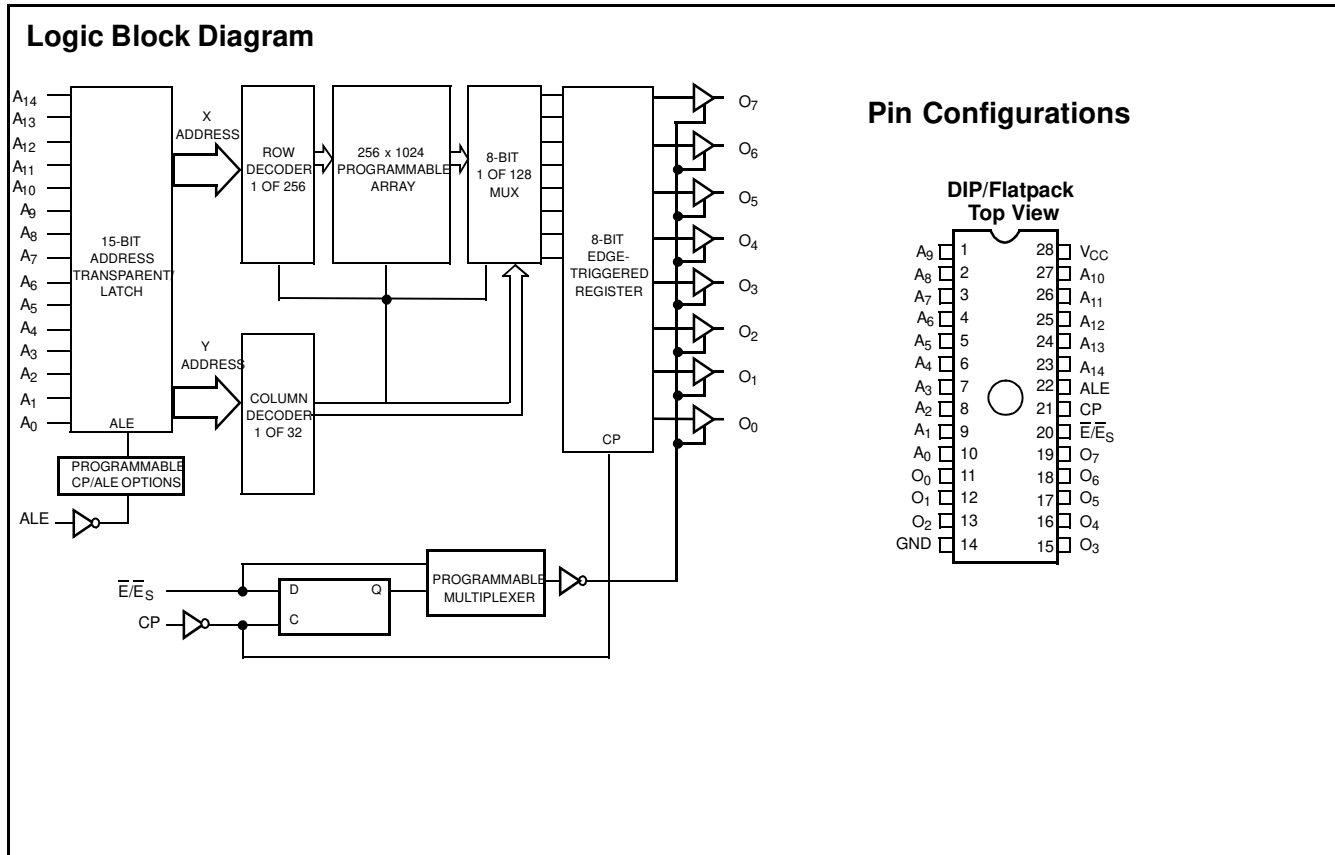 Logic Block Diagram
A14
A13
A12
A11
A10
A9
A8
A7
A6
A5
A4
A3
A2
A1
A0
15-BIT
ADDRESS
TRANSPARENT/
LATCH
ALE
PROGRAMMABLE
CP/ALE OPTIONS
ALE
X
ADDRESS
Y
ADDRESS
ROW
DECODER
1 OF 256
256 x 1024
PROGRAMMABLE
ARRAY
8-BIT
1 OF 128
MUX
COLUMN
DECODER
1 OF 32
8-BIT
EDGE-
TRIGGERED
REGISTER
CP
O7
O6
O5
O4
O3
O2
O1
O0
E̅/E̅S
CP
D
Q
C
PROGRAMMABLE
MULTIPLEXER
Pin Configurations
DIP/Flatpack
Top View
A9 1 28 VCC
A8 2 27 A10
A7 3 26 A11
A6 4 25 A12
A5 5 24 A13
A4 6 23 A14
A3 7 22 ALE
A2 8 21 CP
A1 9 20 E̅/E̅S
A0 10 19 O7
O0 11 18 O6
O1 12 17 O5
O2 13 16 O4
GND 14 15 O3